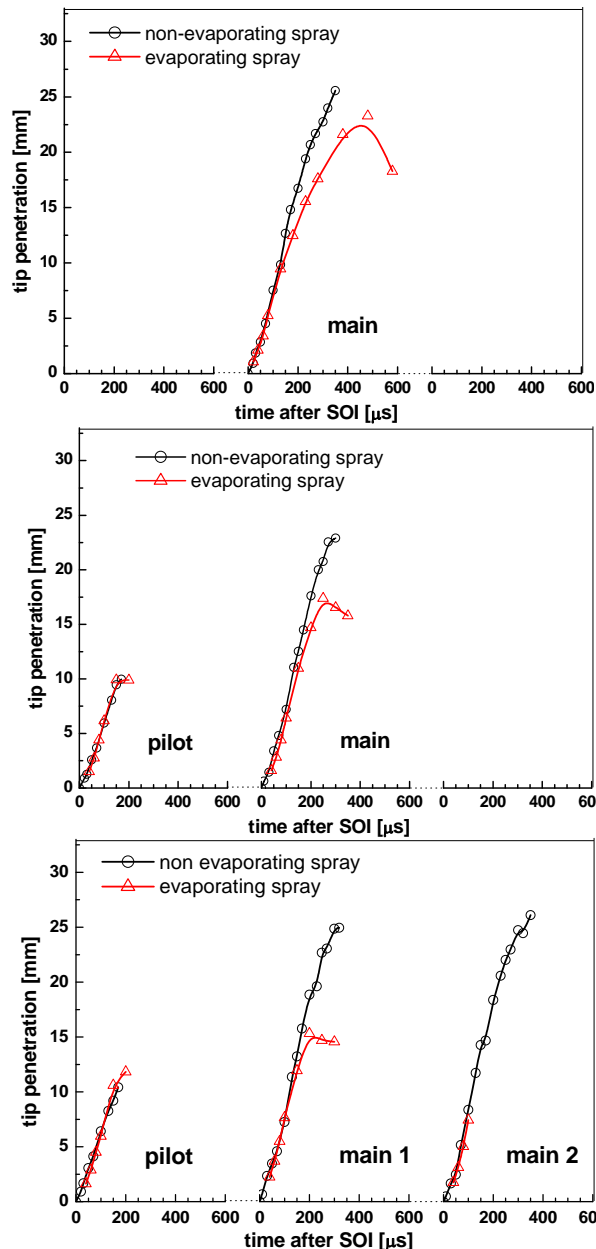 non-evaporating spray
evaporating spray
30
25
20
15
10
5
0
tip penetration [mm]
main
0 200 400 600 0 200 400 600 0 200 400 600
time after SOI [μs]
non-evaporating spray
evaporating spray
30
25
20
15
10
5
0
tip penetration [mm]
pilot main
0 200 400 600 0 200 400 600 0 200 400 600
time after SOI [μs]
non evaporating spray
evaporating spray
30
25
20
15
10
5
0
tip penetration [mm]
pilot main 1 main 2
0 200 400 600 0 200 400 600 0 200 400 600
time after SOI [μs]